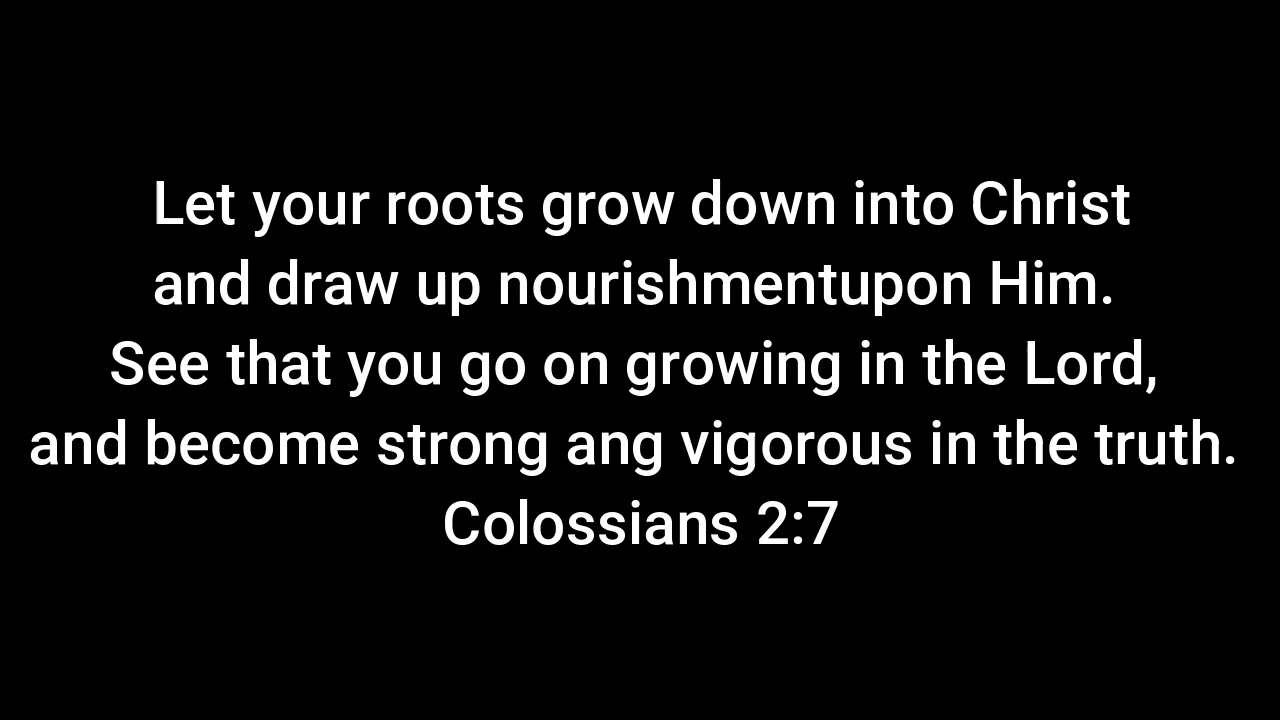 Let your roots grow down into Christ
and draw up nourishmentupon Him.
See that you go on growing in the Lord,
and become strong ang vigorous in the truth.
Colossians 2:7